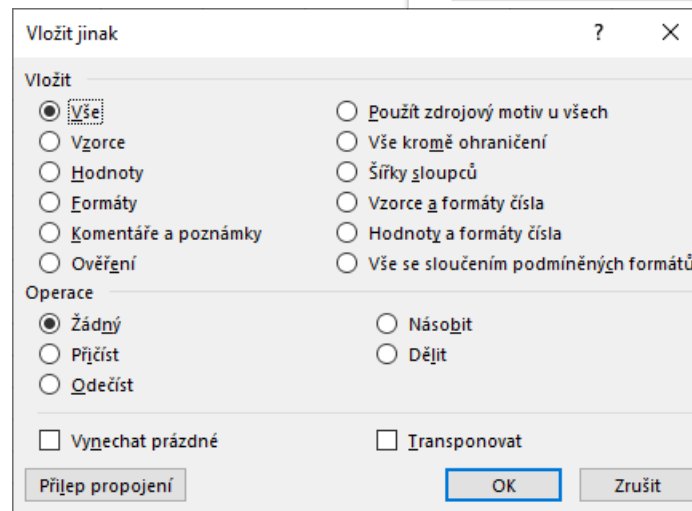 Vložit jinak ?
Vložit
Vše
Vzorce
Hodnoty
Formáty
Komentáře a poznámky
Ověření
Použít zdrojový motiv u všech
Vše kromě ohraničení
Šířky sloupců
Vzorce a formáty čísla
Hodnoty a formáty čísla
Vše se sloučením podmíněných formátů
Operace
Žádný
Přičíst
Odečíst
Násobit
Dělit
Vynechat prázdné
Transponovat
Přilep propojení
OK
Zrušit